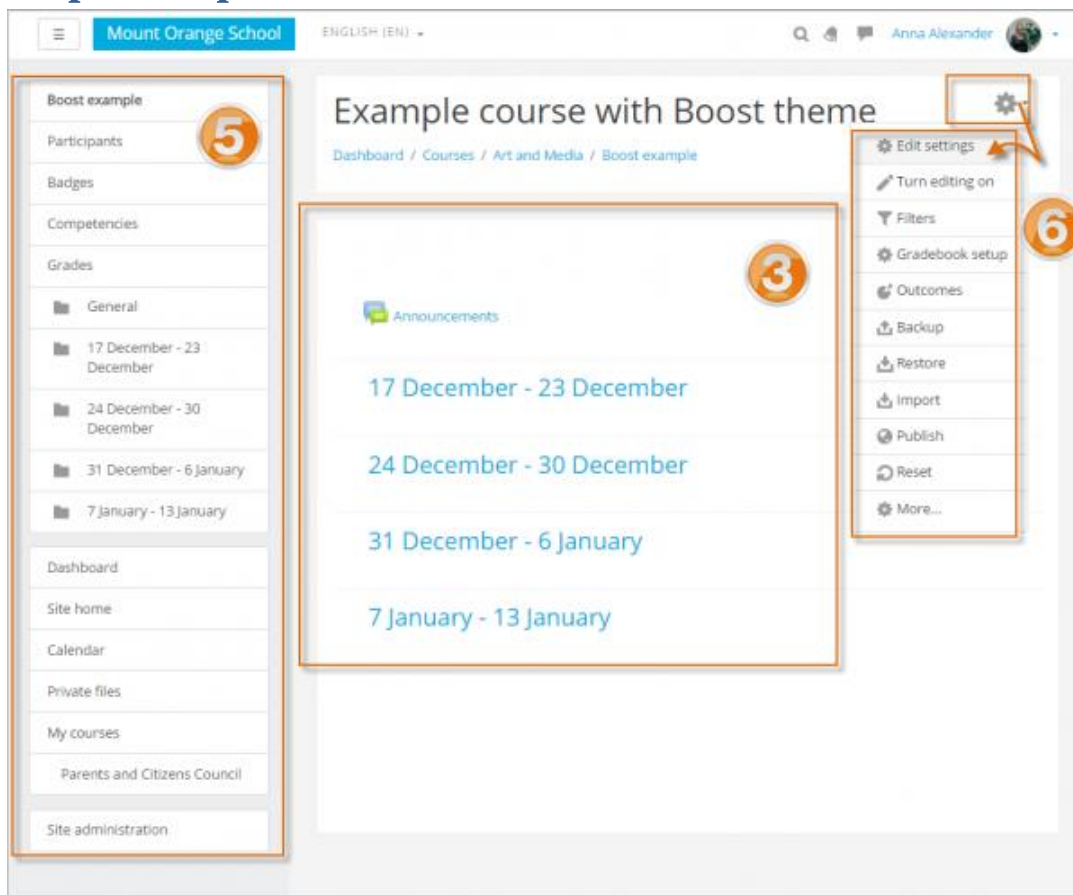 Mount Orange School
ENGLISH (EN)
Anna Alexander
Boost example
Participants
Badges
Competencies
Grades
General
17 December - 23
December
24 December - 30
December
31 December - 6 January
7 January - 13 January
Dashboard
Site home
Calendar
Private files
My courses
Parents and Citizens Council
Site administration
5
Example course with Boost theme
Dashboard / Courses / Art and Media / Boost example
3
Announcements
17 December - 23 December
24 December - 30 December
31 December - 6 January
7 January - 13 January
Edit settings
Turn editing on
Filters
Gradebook setup
Outcomes
Backup
Restore
Import
Publish
Reset
More...
6